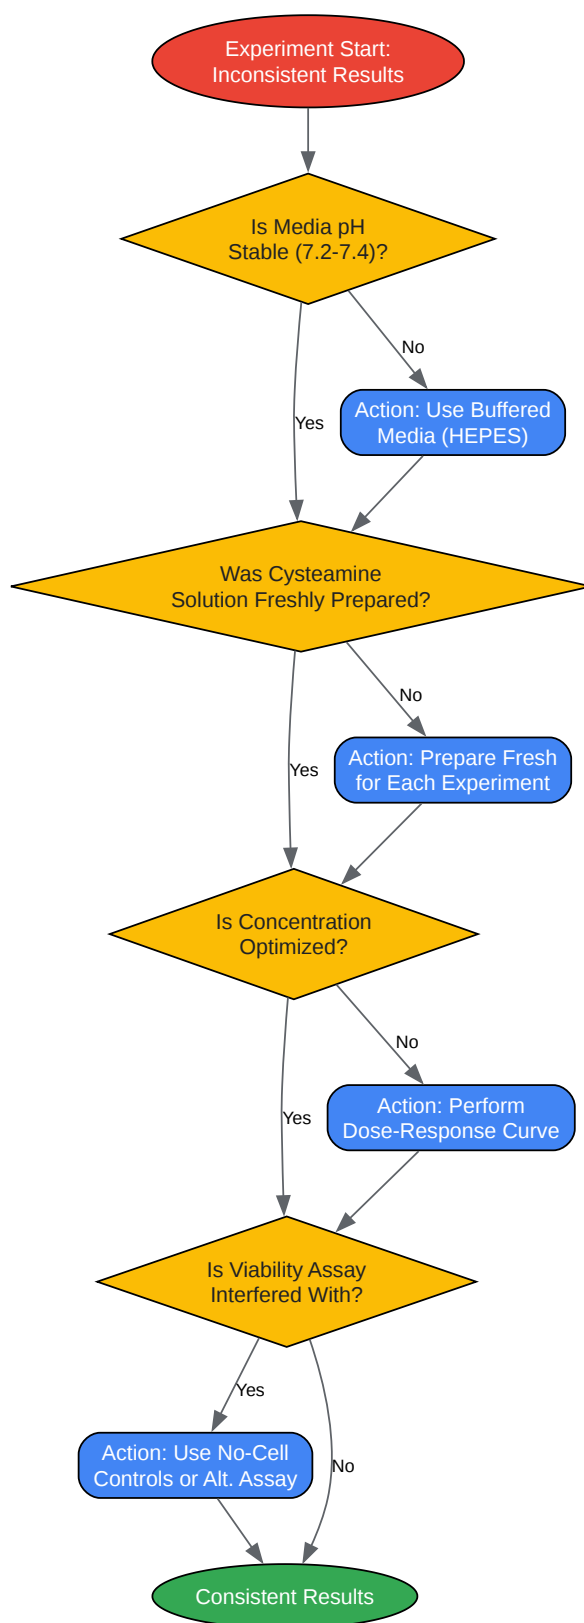 Experiment Start:
Inconsistent Results
Is Media pH
Stable (7.2-7.4)?
No
Action: Use Buffered
Media (HEPES)
Yes
Was Cysteamine
Solution Freshly Prepared?
No
Action: Prepare Fresh
for Each Experiment
Yes
Is Concentration
Optimized?
No
Action: Perform
Dose-Response Curve
Yes
Is Viability Assay
Interfered With?
Yes
Action: Use No-Cell
Controls or Alt. Assay
No
Consistent Results